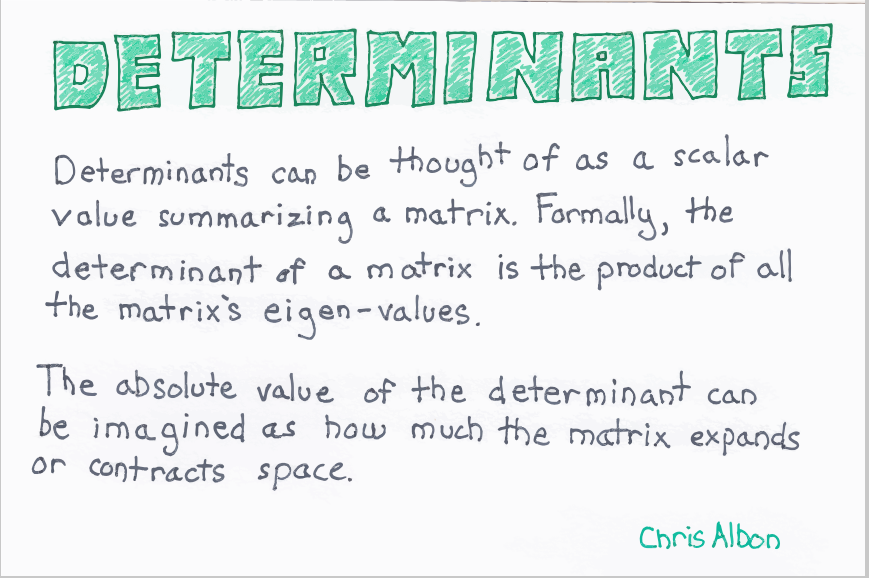 DETERMINANTS
Determinants can be thought of as a scalar
value summarizing a matrix. Formally, the
determinant of a matrix is the product of all
the matrix's eigen-values.
The absolute value of the determinant can
be imagined as how much the matrix expands
or contracts space.
Chris Albon